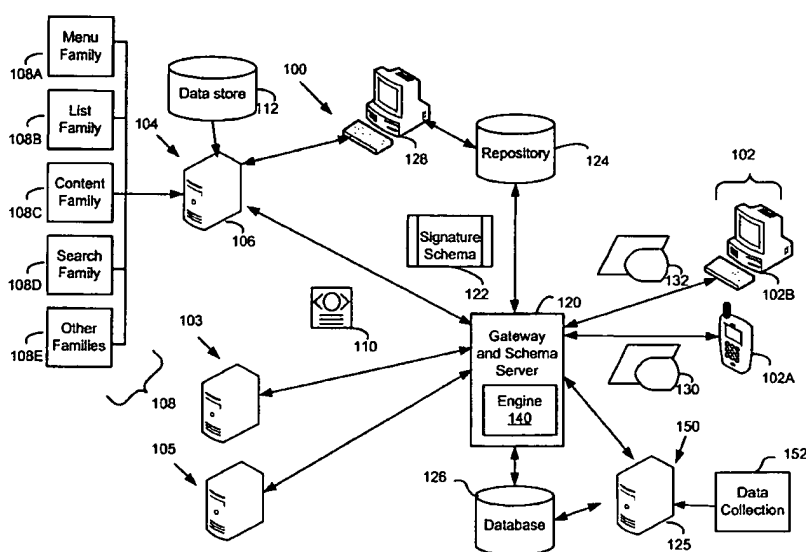 Menu
Family
108A
List
Family
108B
Content
Family
108C
Search
Family
108D
Other
Families
108E
108
Data store
112
104
106
100
128
Repository
124
Signature
Schema
122
110
103
105
120
Gateway
and Schema
Server
Engine
140
132
130
102
102B
102A
126
Database
150
125
152
Data
Collection